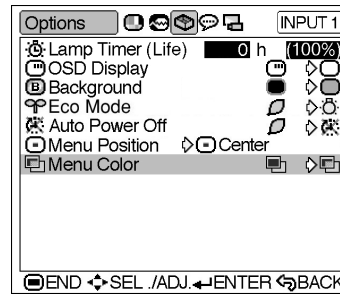 Options INPUT 1
Lamp Timer (Life) 0 h (100%)
OSD Display
B Background
Eco Mode
Auto Power Off
Menu Position Center
Menu Color
END SEL./ADJ. ENTER BACK